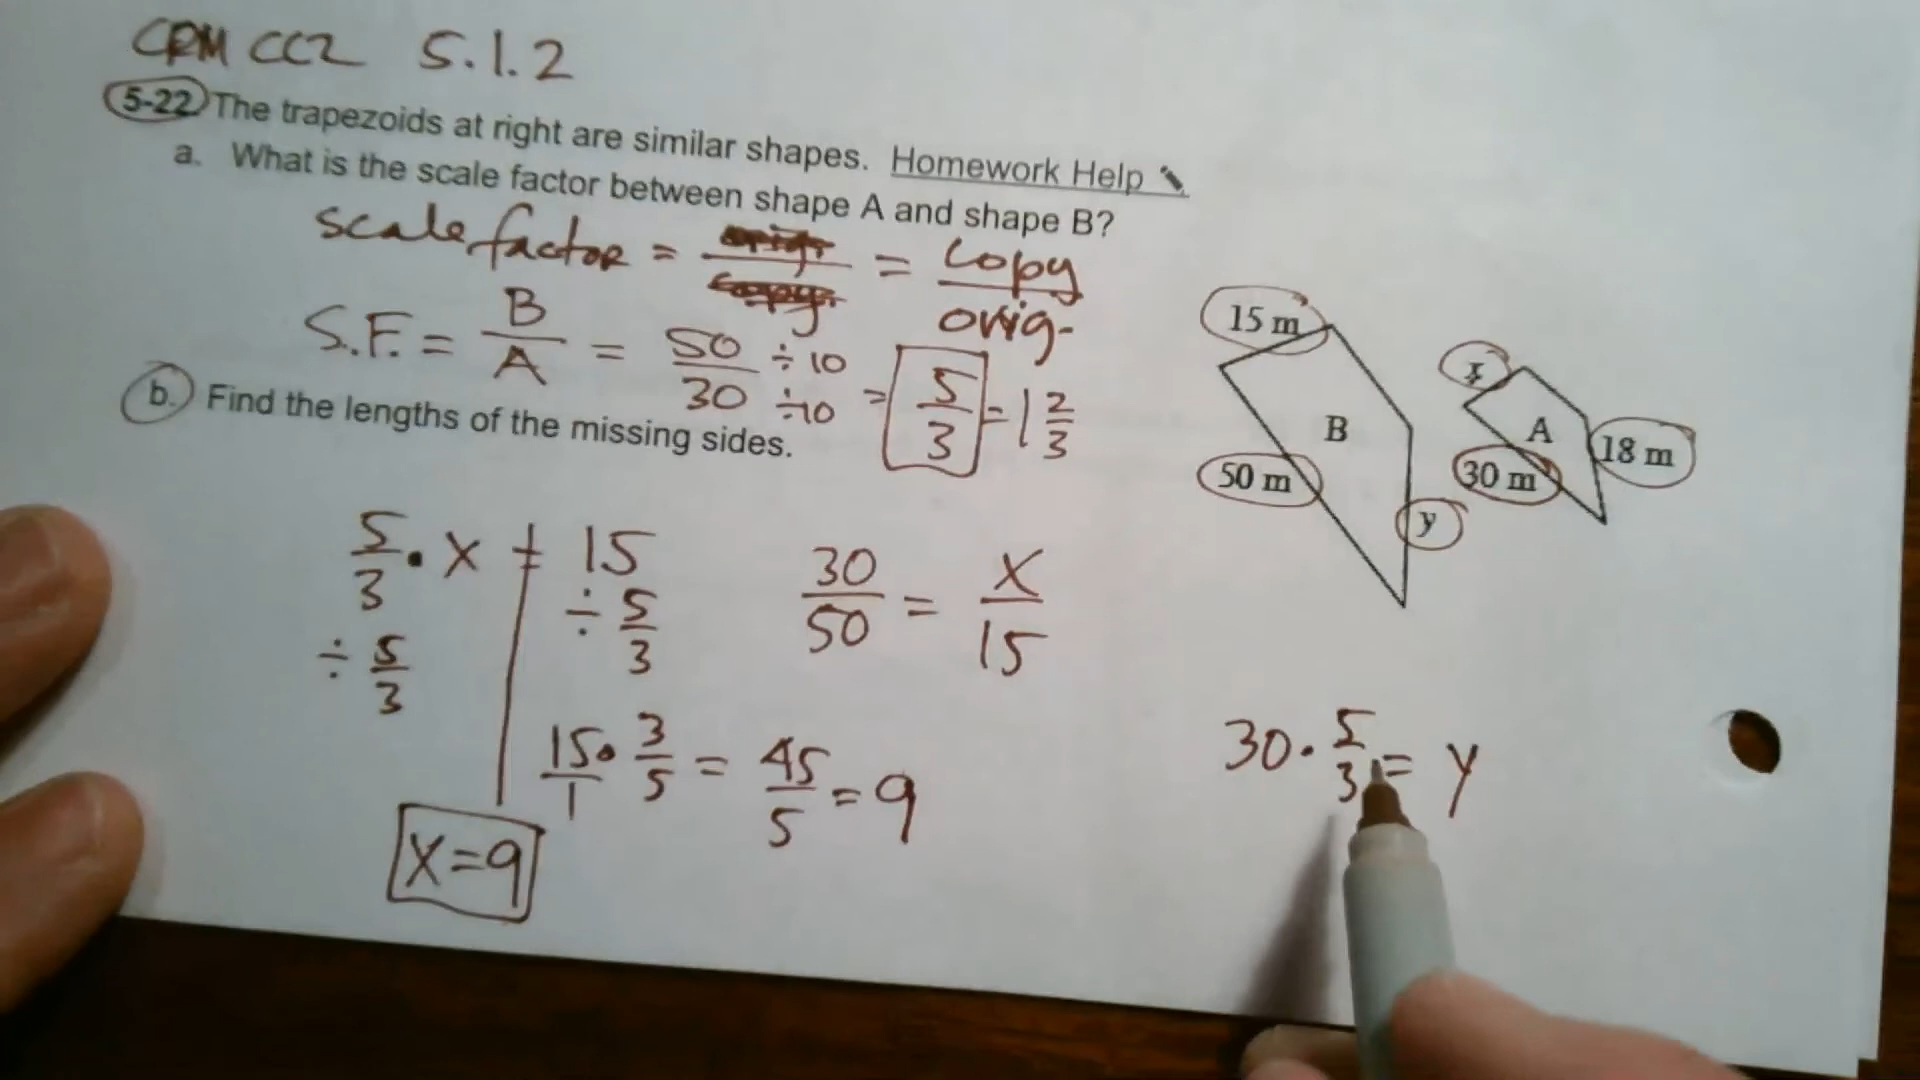 CPM CC2 5.1.2
5-22 The trapezoids at right are similar shapes. Homework Help
a. What is the scale factor between shape A and shape B?
scale factor = orig. / copy = copy / orig.
S.F. = B / A = 50 ÷ 10 / 30 ÷ 10 = 5/3 = 1 2/3
b. Find the lengths of the missing sides.
5/3 · x = 15
÷ 5/3 ÷ 5/3
15/1 · 3/5 = 45/5 = 9
x = 9
30/50 = x/15
15 m
B
50 m
y
x
A
30 m
18 m
30 · 5/3 = y